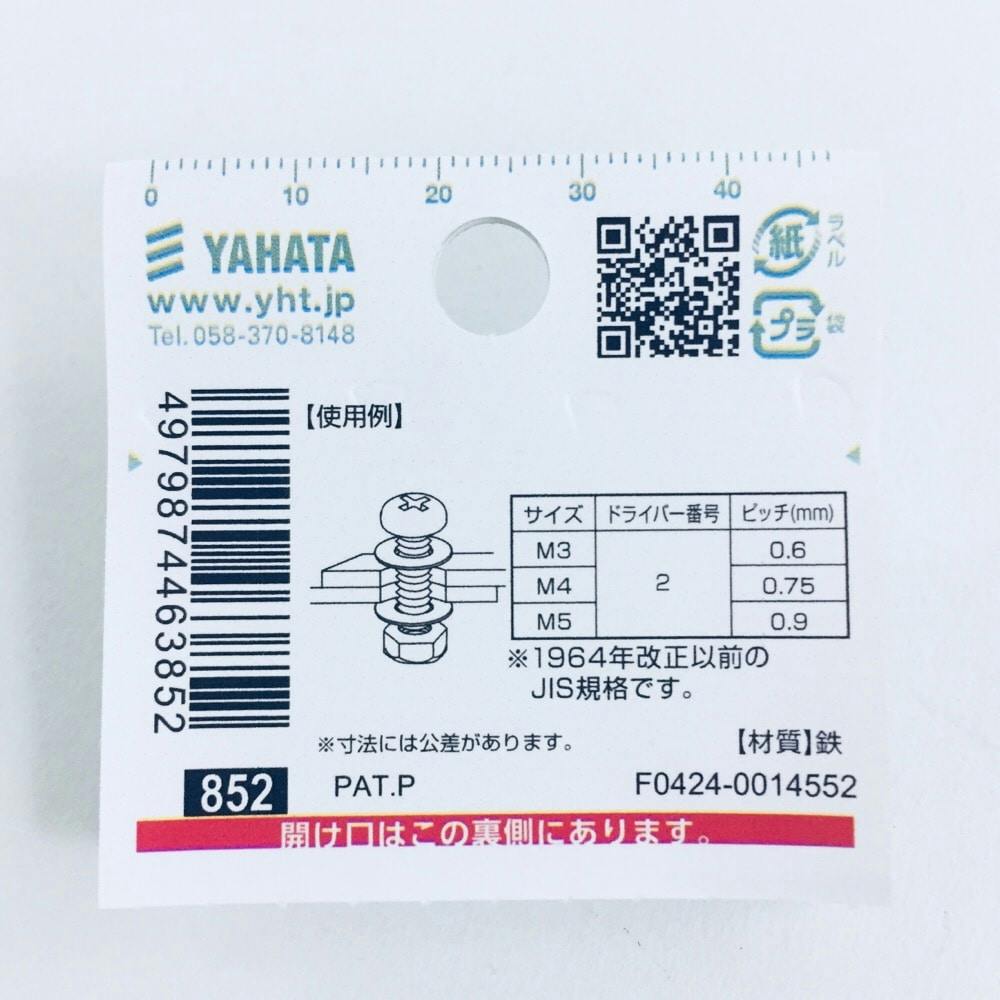 0 10 20 30 40
YAHATA
www.yht.jp
Tel. 058-370-8148
紙 ラベル
プラ 袋
4979874463852
【使用例】
サイズ ドライバー番号 ピッチ(mm)
M3 0.6
M4 2 0.75
M5 0.9
※1964年改正以前の
JIS規格です。
※寸法には公差があります。
【材質】鉄
852 PAT.P F0424-0014552
開け口はこの裏側にあります。